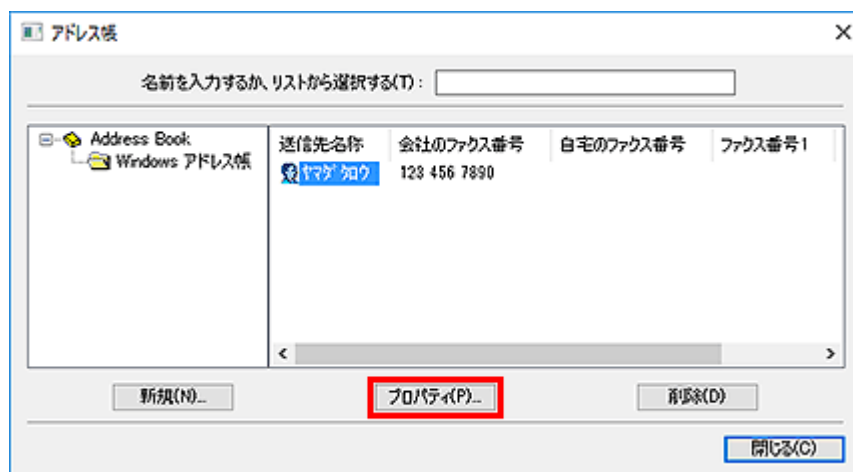 アドレス帳
名前を入力するか、リストから選択する(T) :
Address Book
Windows アドレス帳
送信先名称 会社のファクス番号 自宅のファクス番号 ファクス番号1
ﾔﾏﾀﾞ ﾀﾛｳ 123 456 7890
新規(N)... プロパティ(P)... 削除(D)
閉じる(C)